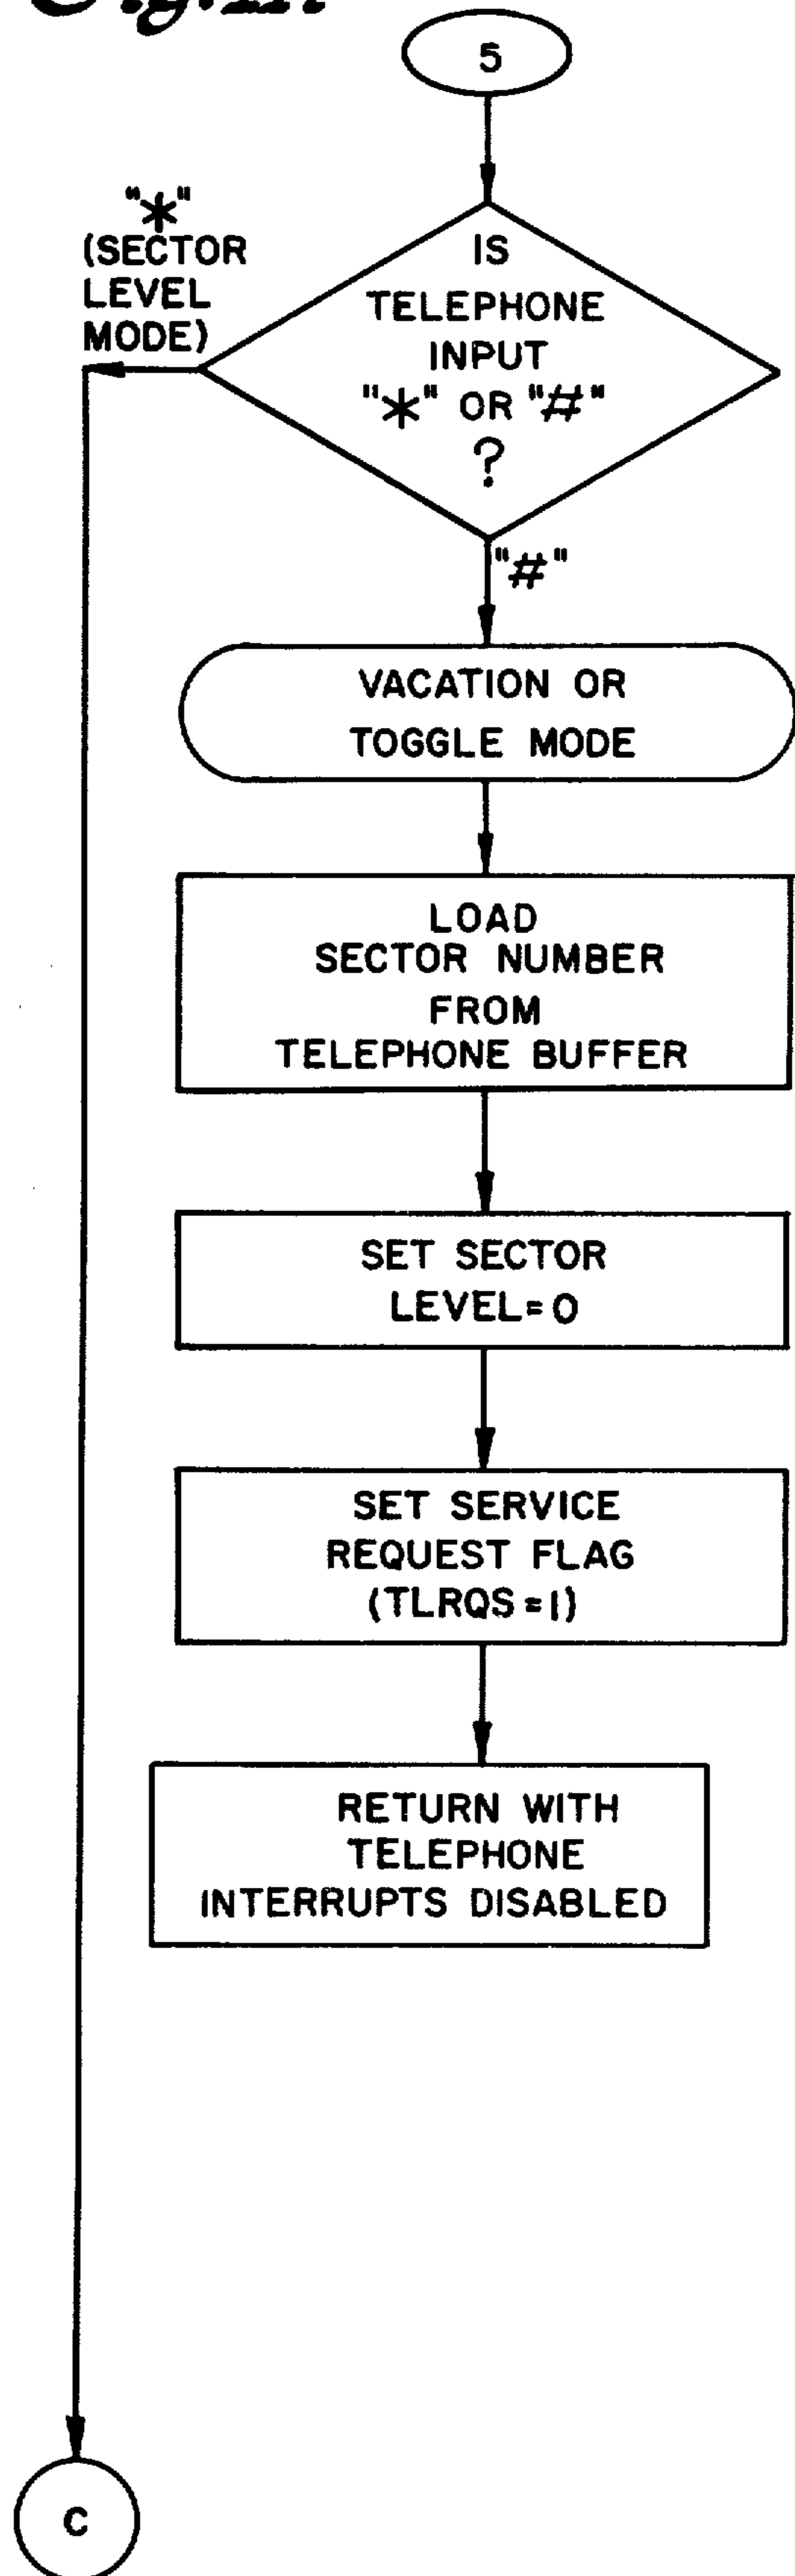 5
"*"
(SECTOR
LEVEL
MODE)
IS
TELEPHONE
INPUT
"*" OR "#"
?
"#"
VACATION OR
TOGGLE MODE
LOAD
SECTOR NUMBER
FROM
TELEPHONE BUFFER
SET SECTOR
LEVEL=0
SET SERVICE
REQUEST FLAG
(TLRQS=1)
RETURN WITH
TELEPHONE
INTERRUPTS DISABLED
C